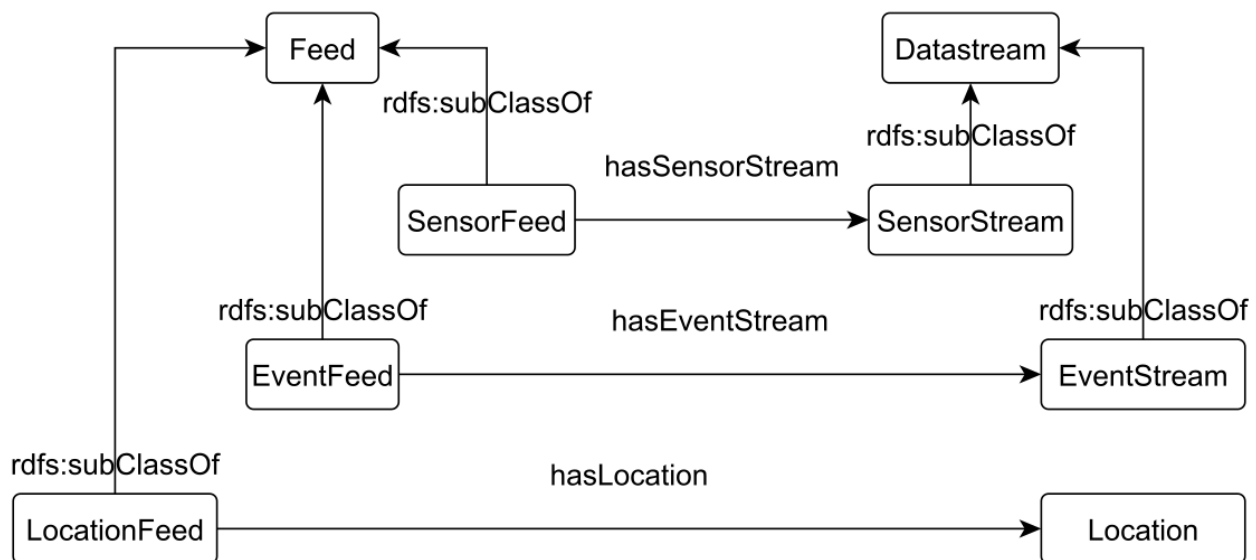 Feed
Datastream
rdfs:subClassOf
rdfs:subClassOf
hasSensorStream
SensorFeed
SensorStream
rdfs:subClassOf
rdfs:subClassOf
hasEventStream
EventFeed
EventStream
rdfs:subClassOf
hasLocation
LocationFeed
Location